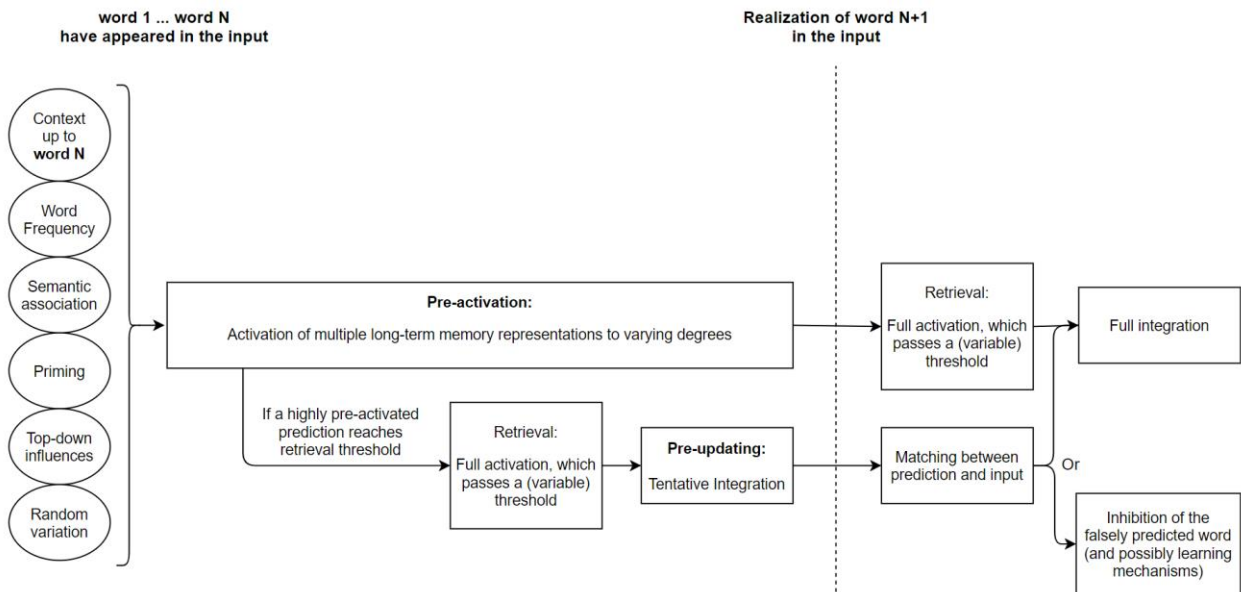 word 1 ... word N
have appeared in the input
Realization of word N+1
in the input
Context
up to
word N
Word
Frequency
Semantic
association
Priming
Top-down
influences
Random
variation
Pre-activation:
Activation of multiple long-term memory representations to varying degrees
If a highly pre-activated
prediction reaches
retrieval threshold
Retrieval:
Full activation, which
passes a (variable)
threshold
Pre-updating:
Tentative Integration
Retrieval:
Full activation, which
passes a (variable)
threshold
Full integration
Matching between
prediction and input
Or
Inhibition of the
falsely predicted word
(and possibly learning
mechanisms)